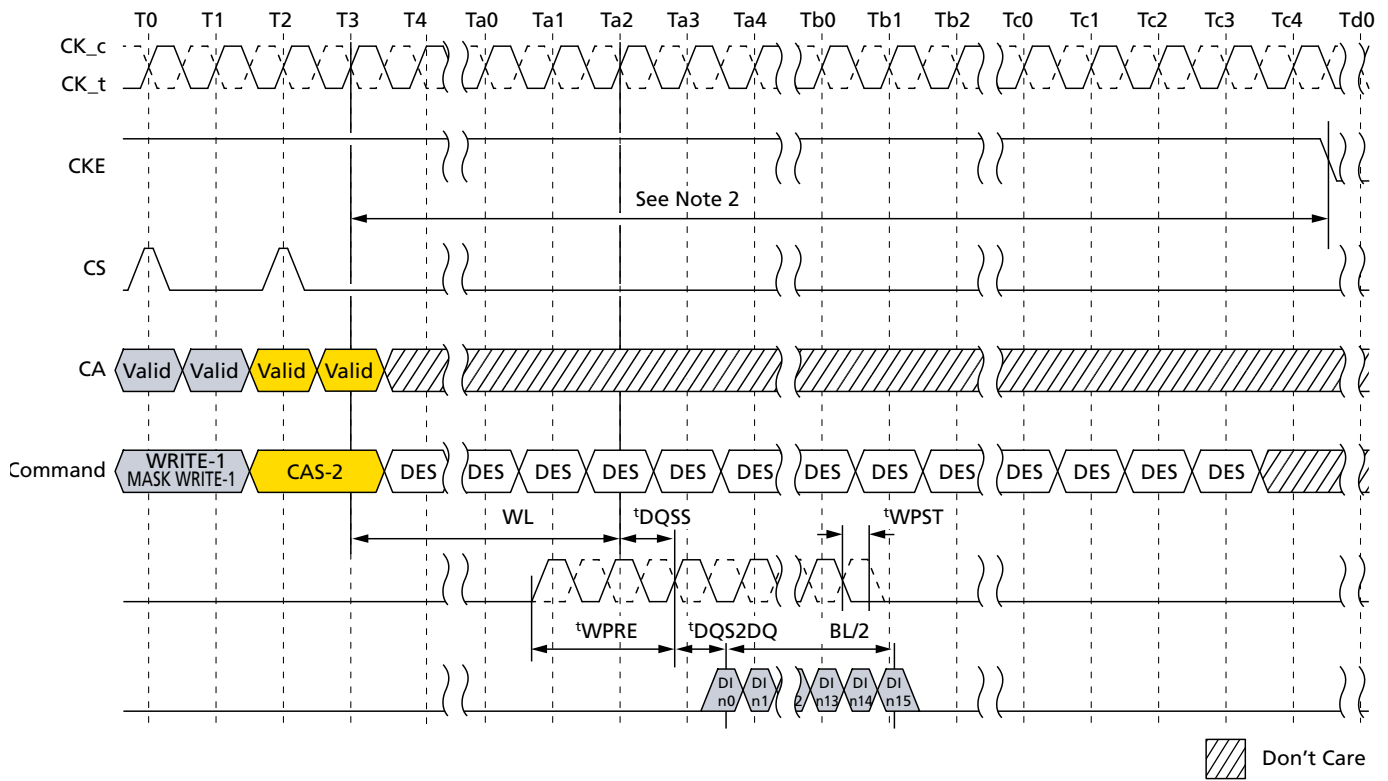 T0 T1 T2 T3 T4 Ta0 Ta1 Ta2 Ta3 Ta4 Tb0 Tb1 Tb2 Tc0 Tc1 Tc2 Tc3 Tc4 Td0
CK_c
CK_t
CKE
See Note 2
CS
CA Valid Valid Valid Valid
Command WRITE-1 MASK WRITE-1 CAS-2 DES DES DES DES DES DES DES DES DES DES DES DES DES
WL tDQSS tWPST
tWPRE tDQS2DQ BL/2
DI n0 DI n1 2 DI n13 DI n14 DI n15
Don't Care